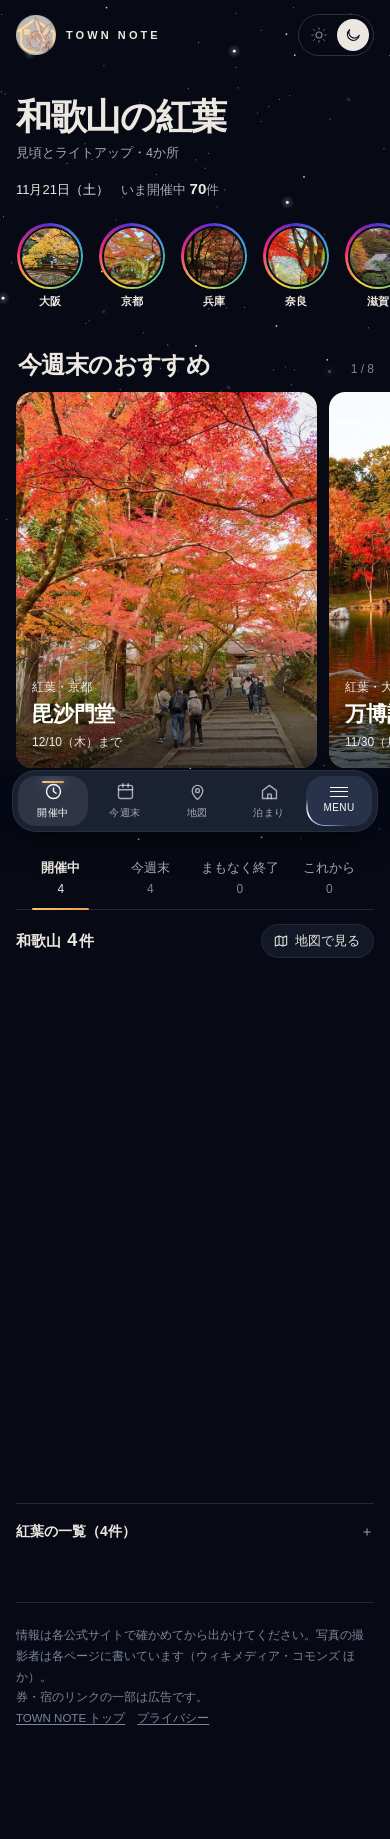 TOWN NOTE
和歌山の紅葉
見頃とライトアップ・4か所
11月21日（土） いま開催中 70件
大阪 京都 兵庫 奈良 滋賀
今週末のおすすめ
1 / 8
紅葉・京都
毘沙門堂
12/10（木）まで
紅葉・大
万博
11/30（
開催中 今週末 地図 泊まり MENU
開催中 今週末 まもなく終了 これから
4 4 0 0
和歌山 4件
地図で見る
紅葉の一覧（4件）
+
情報は各公式サイトで確かめてから出かけてください。写真の撮
影者は各ページに書いています（ウィキメディア・コモンズ ほ
か）。
券・宿のリンクの一部は広告です。
TOWN NOTE トップ プライバシー